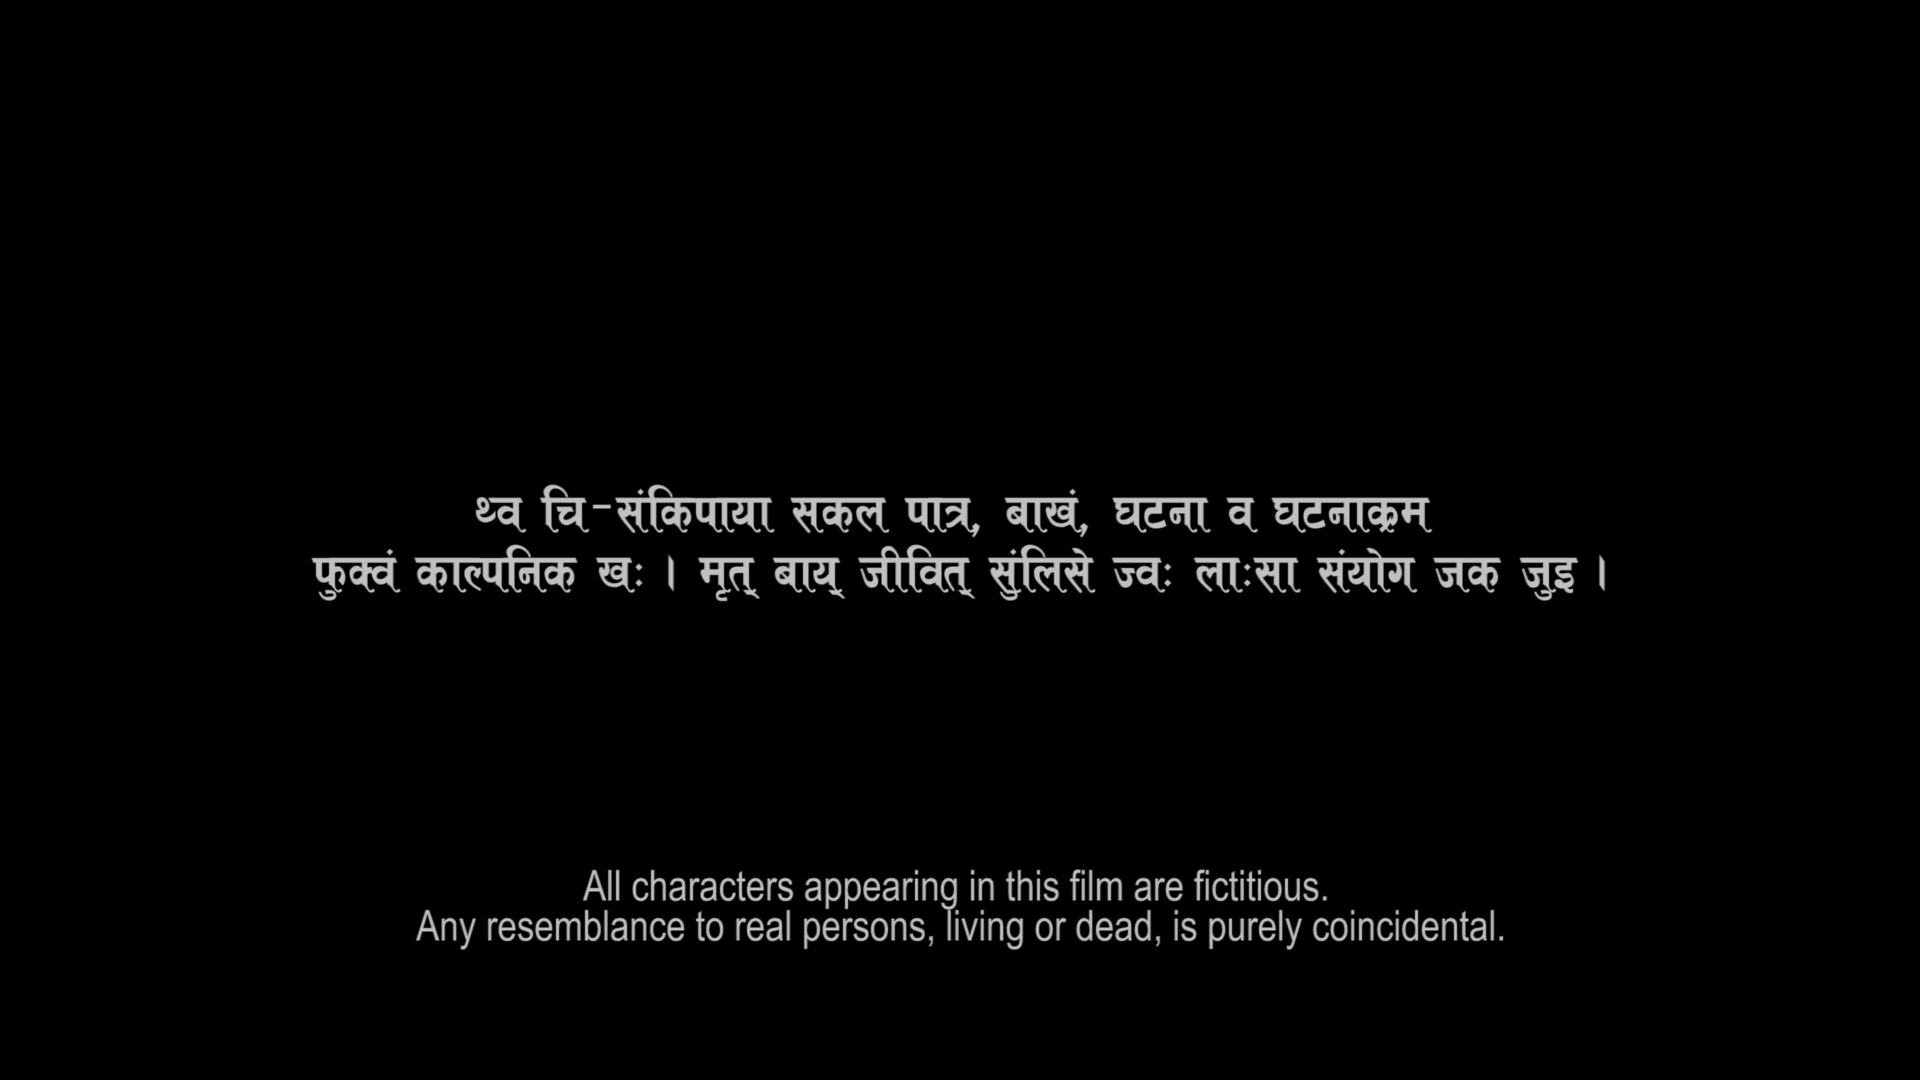 थ्व चि-संकिपाया सकल पात्र, बाखं, घटना व घटनाक्रम
फुक्वं काल्पनिक खः । मृत् बाय् जीवित् सुंलिसे ज्वः लाःसा संयोग जक जुइ ।
All characters appearing in this film are fictitious.
Any resemblance to real persons, living or dead, is purely coincidental.